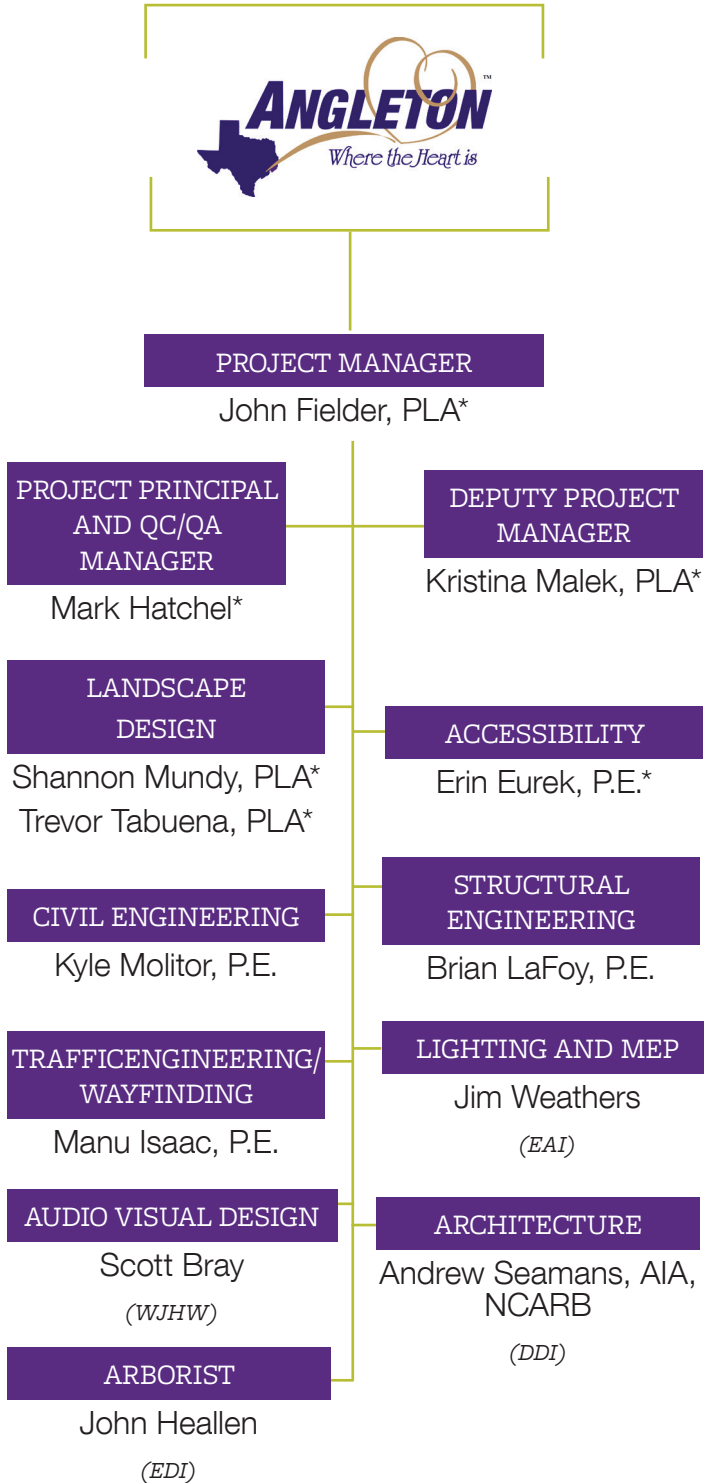 ANGLETON™
Where the Heart is
PROJECT MANAGER
John Fielder, PLA*
PROJECT PRINCIPAL
AND QC/QA
MANAGER
Mark Hatchel*
DEPUTY PROJECT
MANAGER
Kristina Malek, PLA*
LANDSCAPE
DESIGN
Shannon Mundy, PLA*
Trevor Tabuena, PLA*
ACCESSIBILITY
Erin Eurek, P.E.*
CIVIL ENGINEERING
Kyle Molitor, P.E.
STRUCTURAL
ENGINEERING
Brian LaFoy, P.E.
TRAFFICENGINEERING/
WAYFINDING
Manu Isaac, P.E.
LIGHTING AND MEP
Jim Weathers
(EAI)
AUDIO VISUAL DESIGN
Scott Bray
(WJHW)
ARCHITECTURE
Andrew Seamans, AIA,
NCARB
(DDI)
ARBORIST
John Heallen
(EDI)